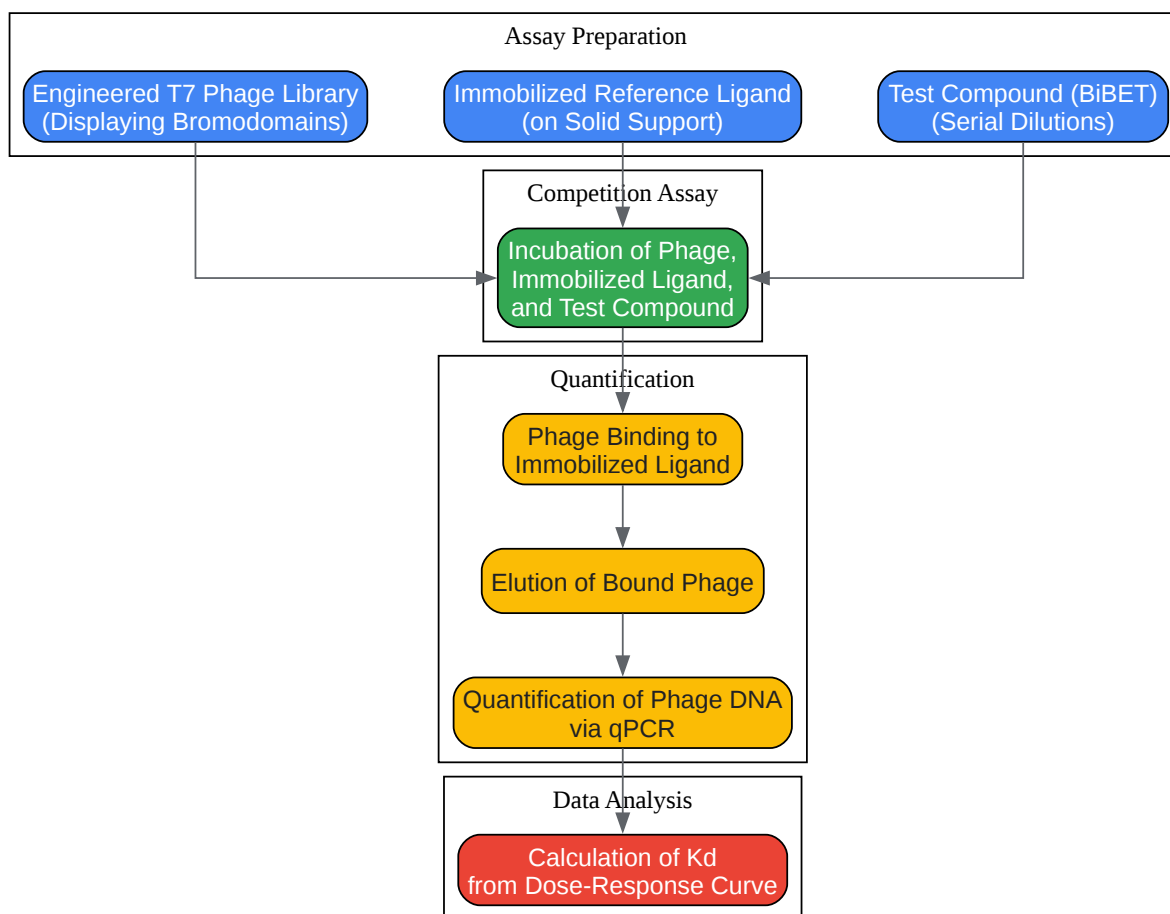 Assay Preparation
Engineered T7 Phage Library
(Displaying Bromodomains)
Immobilized Reference Ligand
(on Solid Support)
Test Compound (BiBET)
(Serial Dilutions)
Competition Assay
Incubation of Phage,
Immobilized Ligand,
and Test Compound
Quantification
Phage Binding to
Immobilized Ligand
Elution of Bound Phage
Quantification of Phage DNA
via qPCR
Data Analysis
Calculation of Kd
from Dose-Response Curve